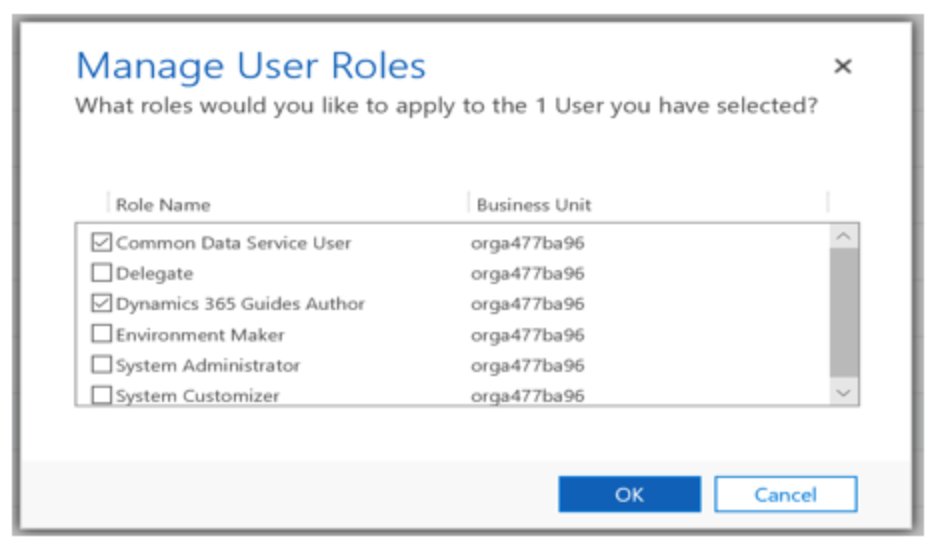 Manage User Roles
What roles would you like to apply to the 1 User you have selected?
Role Name Business Unit
Common Data Service User orga477ba96
Delegate orga477ba96
Dynamics 365 Guides Author orga477ba96
Environment Maker orga477ba96
System Administrator orga477ba96
System Customizer orga477ba96
OK Cancel